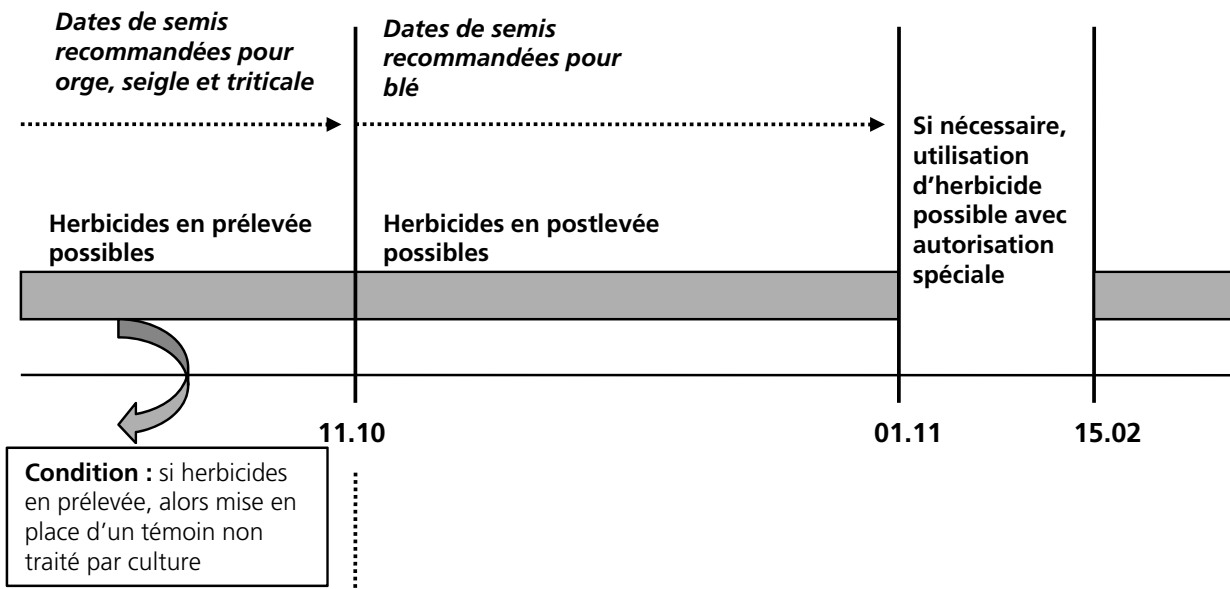 Dates de semis
recommandées pour
orge, seigle et triticale
Dates de semis
recommandées pour
blé
Si nécessaire,
utilisation
d'herbicide
possible avec
autorisation
spéciale
Herbicides en prélevée
possibles
Herbicides en postlevée
possibles
11.10
01.11
15.02
Condition : si herbicides
en prélevée, alors mise en
place d'un témoin non
traité par culture